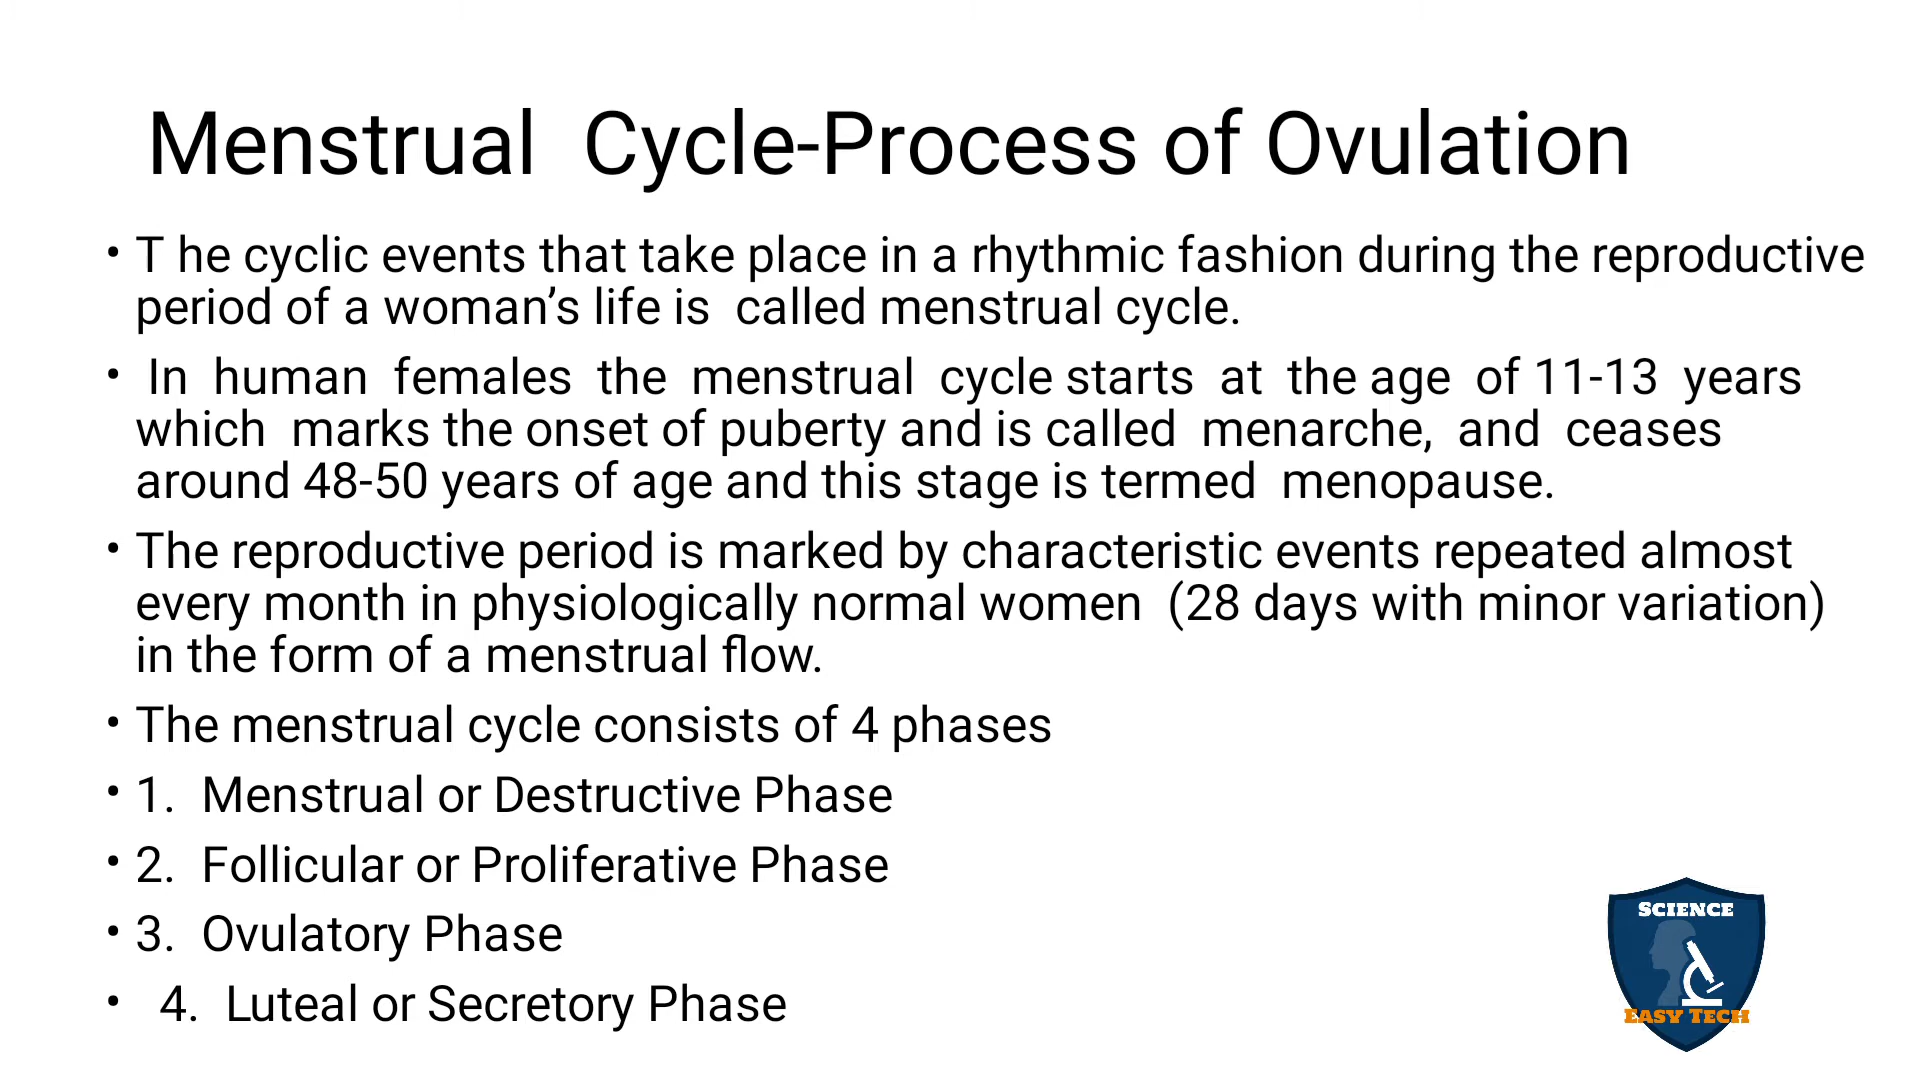 Menstrual  Cycle-Process of Ovulation
• T he cyclic events that take place in a rhythmic fashion during the reproductive
period of a woman’s life is  called menstrual cycle.
•  In  human  females  the  menstrual  cycle starts  at  the age  of 11-13  years
which  marks the onset of puberty and is called  menarche,  and  ceases
around 48-50 years of age and this stage is termed  menopause.
• The reproductive period is marked by characteristic events repeated almost
every month in physiologically normal women  (28 days with minor variation)
in the form of a menstrual flow.
• The menstrual cycle consists of 4 phases
• 1.  Menstrual or Destructive Phase
• 2.  Follicular or Proliferative Phase
• 3.  Ovulatory Phase
•  4.  Luteal or Secretory Phase
SCIENCE
EASY TECH